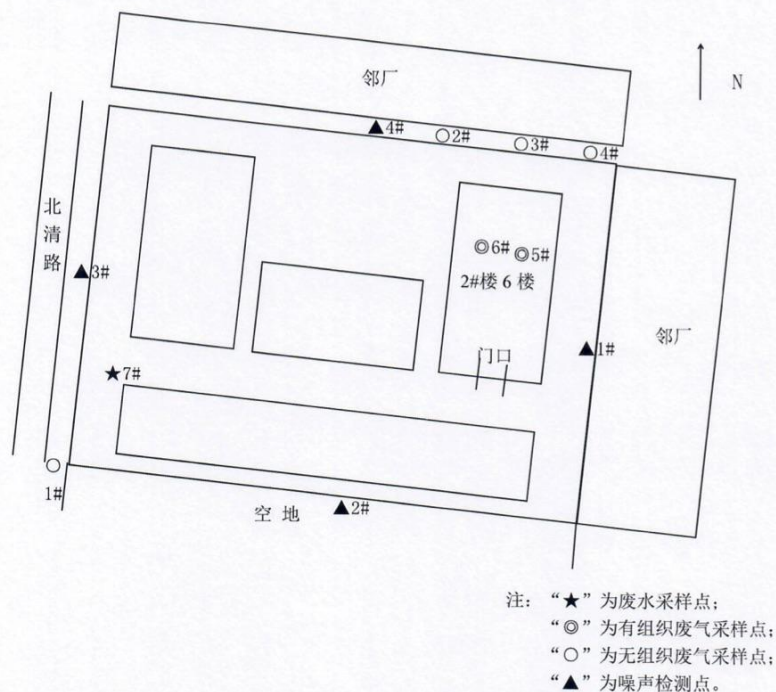 邻厂
N
▲4#
○2#
○3#
○4#
北清路
◎6#
◎5#
2#楼6楼
▲3#
门口
▲1#
邻厂
★7#
○
1#
空地
▲2#
注：“★”为废水采样点；
“◎”为有组织废气采样点；
“○”为无组织废气采样点；
“▲”为噪声检测点。